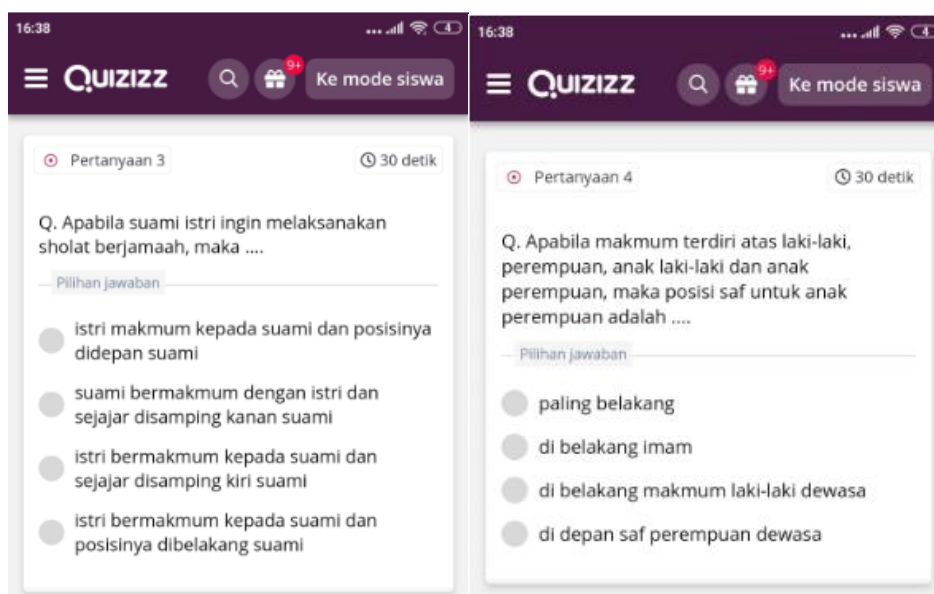 16:38
QUIZIZZ
9+
Ke mode siswa
Pertanyaan 3
30 detik
Q. Apabila suami istri ingin melaksanakan
sholat berjamaah, maka ....
Pilihan jawaban
istri makmum kepada suami dan posisinya
didepan suami
suami bermakmum dengan istri dan
sejajar disamping kanan suami
istri bermakmum kepada suami dan
sejajar disamping kiri suami
istri bermakmum kepada suami dan
posisinya dibelakang suami
16:38
QUIZIZZ
9+
Ke mode siswa
Pertanyaan 4
30 detik
Q. Apabila makmum terdiri atas laki-laki,
perempuan, anak laki-laki dan anak
perempuan, maka posisi saf untuk anak
perempuan adalah ....
Pilihan jawaban
paling belakang
di belakang imam
di belakang makmum laki-laki dewasa
di depan saf perempuan dewasa